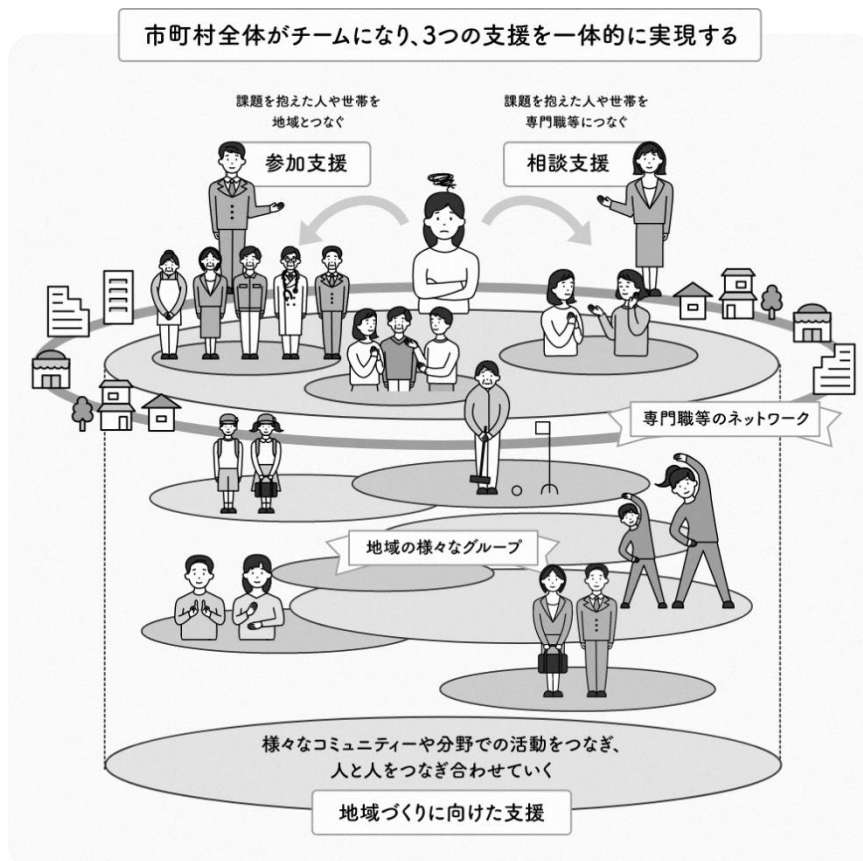 市町村全体がチームになり、3つの支援を一体的に実現する
課題を抱えた人や世帯を
地域とつなぐ
参加支援
課題を抱えた人や世帯を
専門職等につなぐ
相談支援
専門職等のネットワーク
地域の様々なグループ
様々なコミュニティーや分野での活動をつなぎ、
人と人をつなぎ合わせていく
地域づくりに向けた支援